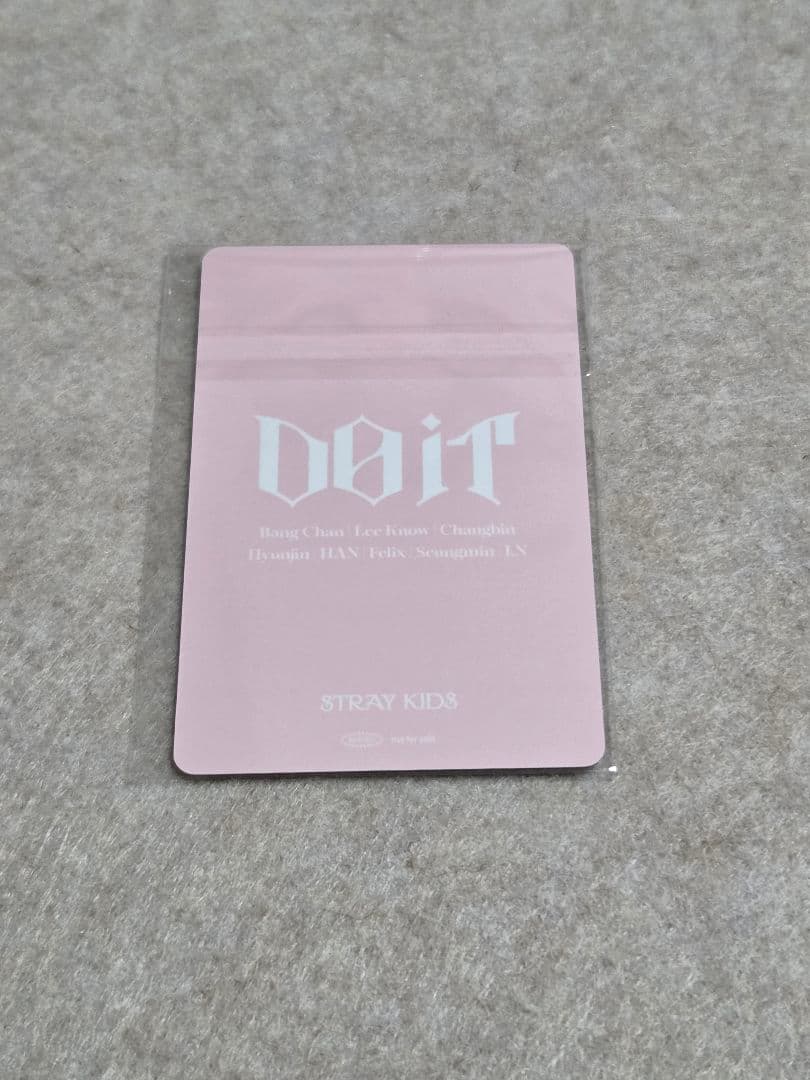 DO iT
Bang Chan | Lee Know | Changbin
Hyunjin | HAN | Felix | Seungmin | I.N
STRAY KIDS
Not for sale